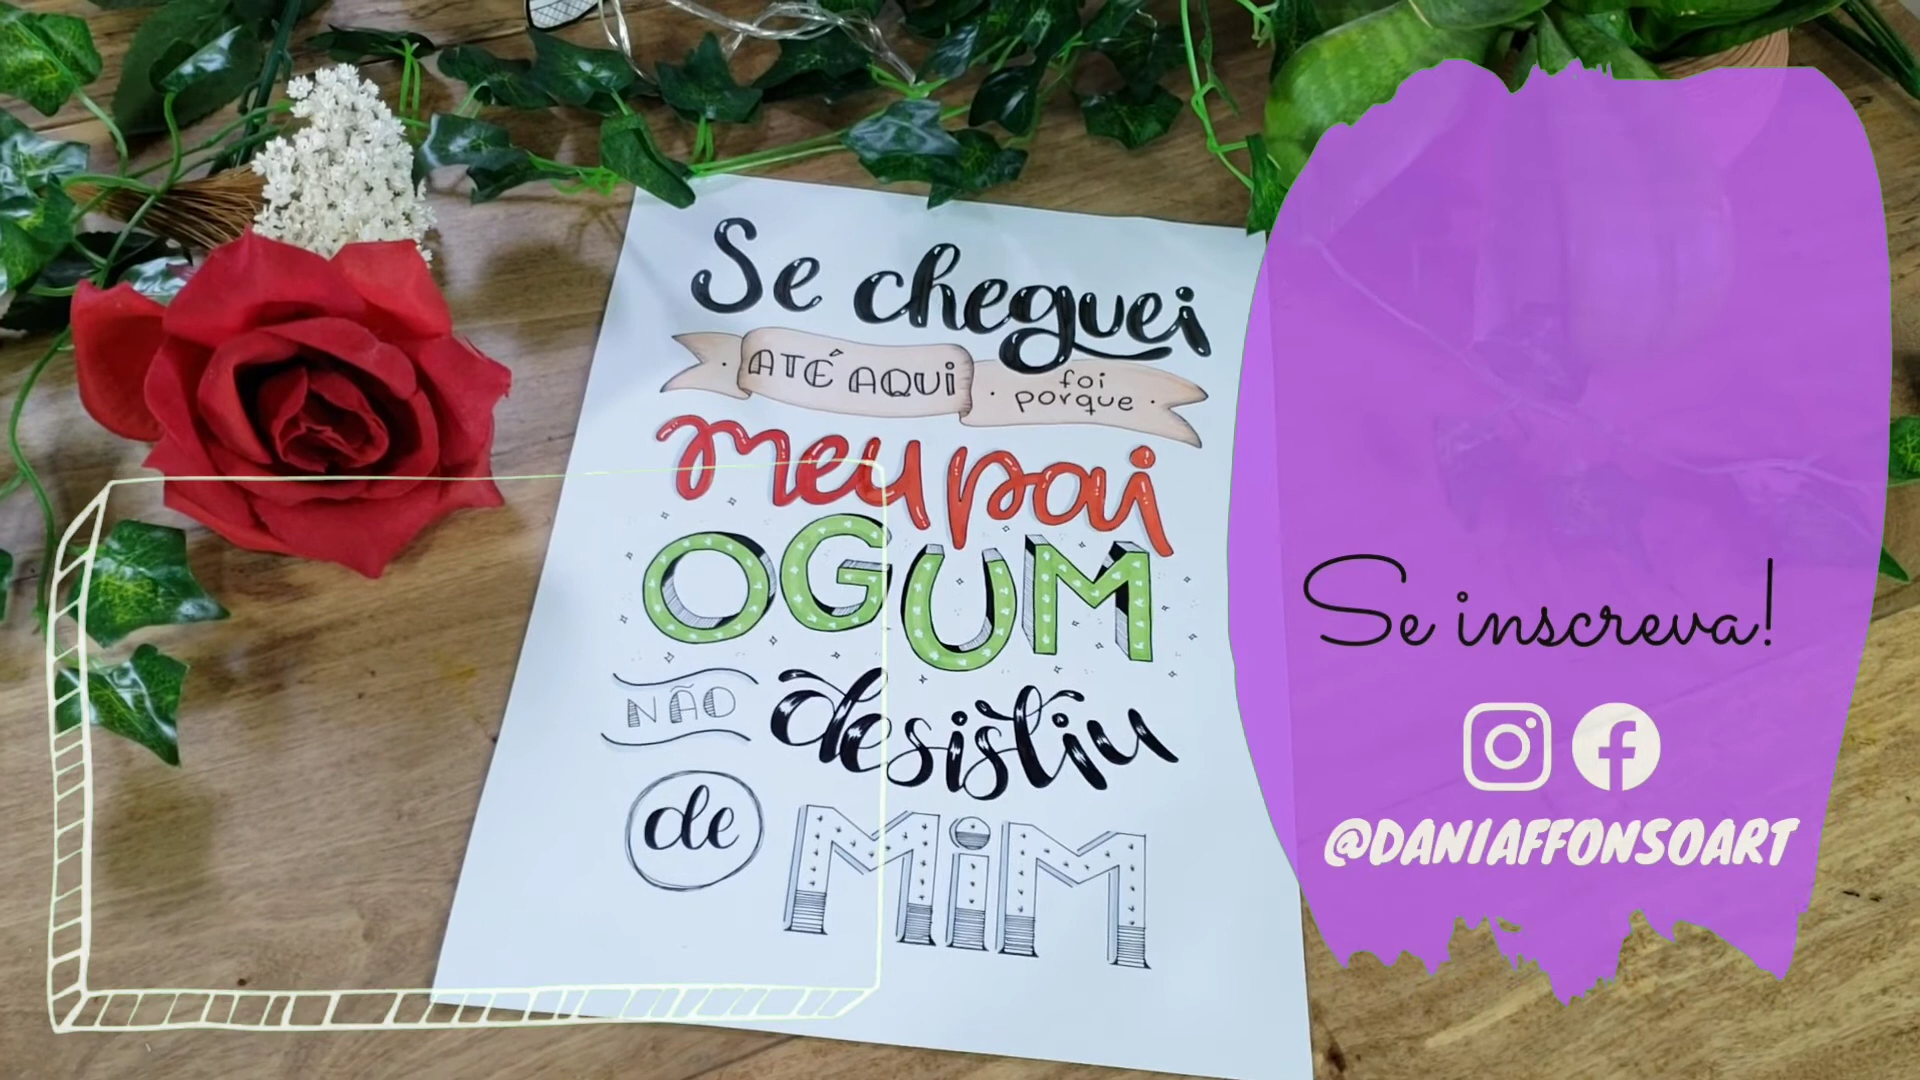 Se cheguei
ATÉ AQUi
foi
porque
meu pai
OGUM
NÃO
desistiu
de
MiM
Se inscreva!
@DANIAFFONSOART